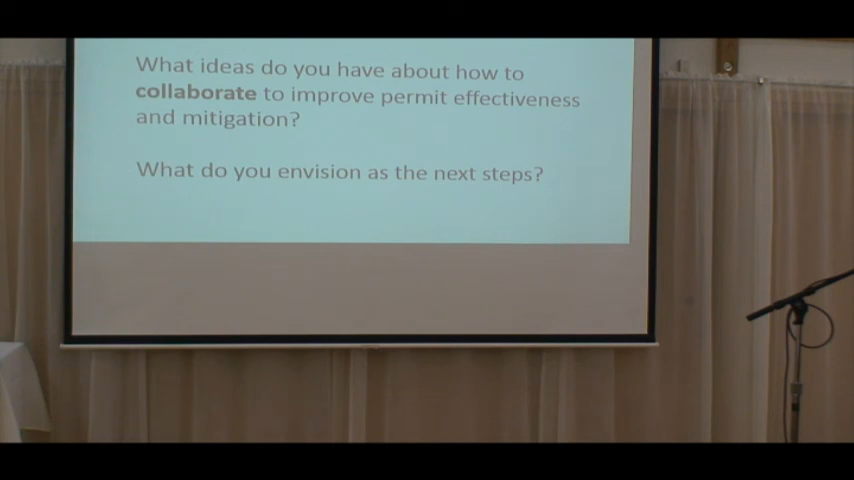 What ideas do you have about how to
collaborate to improve permit effectiveness
and mitigation?
What do you envision as the next steps?